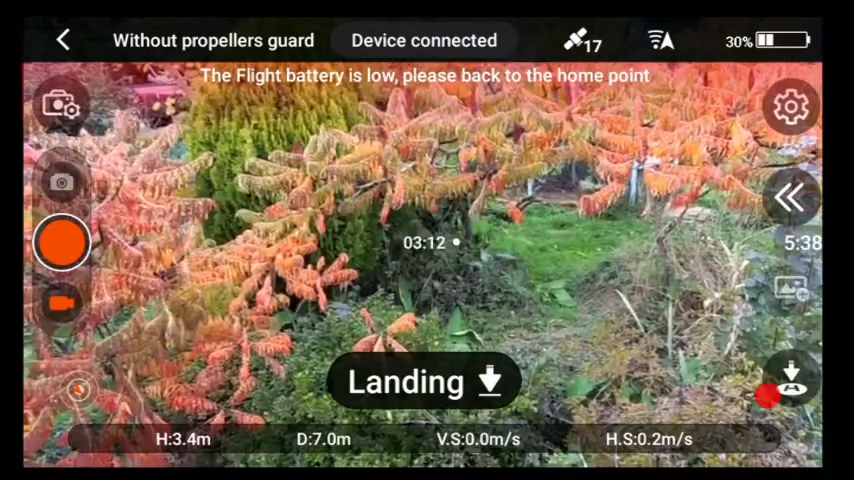 Without propellers guard
Device connected
17
30%
The Flight battery is low, please back to the home point
03:12
5:38
Landing
H:3.4m
D:7.0m
V.S:0.0m/s
H.S:0.2m/s